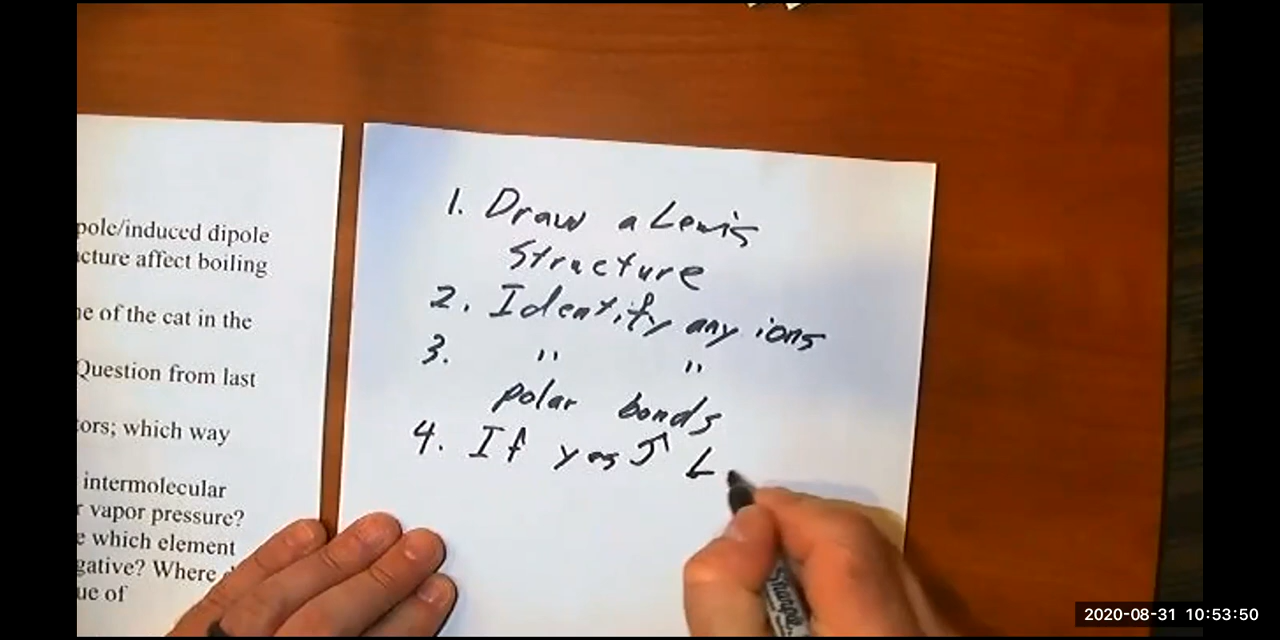 pole/induced dipole
cture affect boiling
e of the cat in the
Question from last
ors; which way
intermolecular
r vapor pressure?
e which element
gative? Where
ue of
1. Draw a Lewis
Structure
2. Identify any ions
3. " "
polar bonds
4. If yes ↑ L
Sharpie
2020-08-31 10:53:50